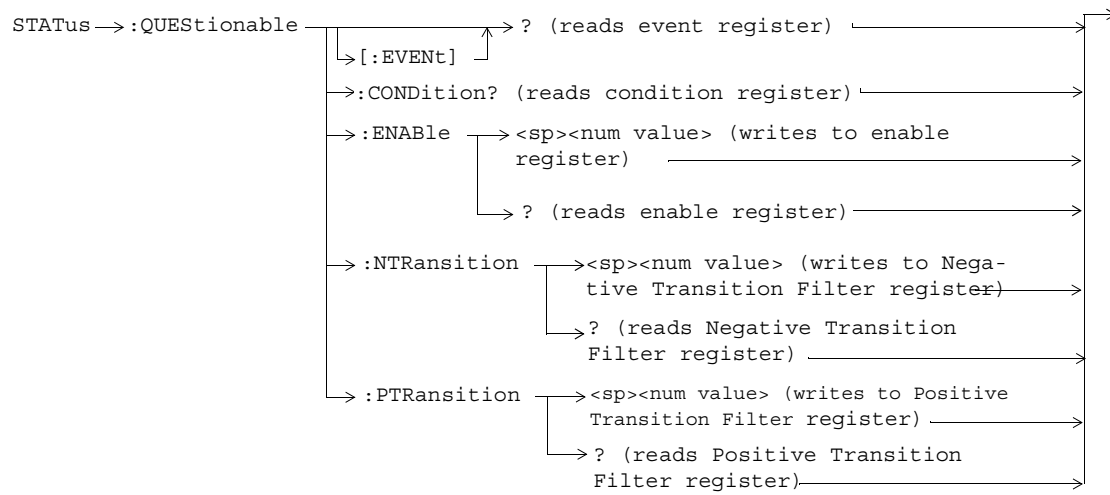 STATus :QUEStionable ? (reads event register)
[:EVENt]
:CONDition? (reads condition register)
:ENABle <sp><num value> (writes to enable
register)
? (reads enable register)
:NTRansition <sp><num value> (writes to Nega-
tive Transition Filter register)
? (reads Negative Transition
Filter register)
:PTRansition <sp><num value> (writes to Positive
Transition Filter register)
? (reads Positive Transition
Filter register)